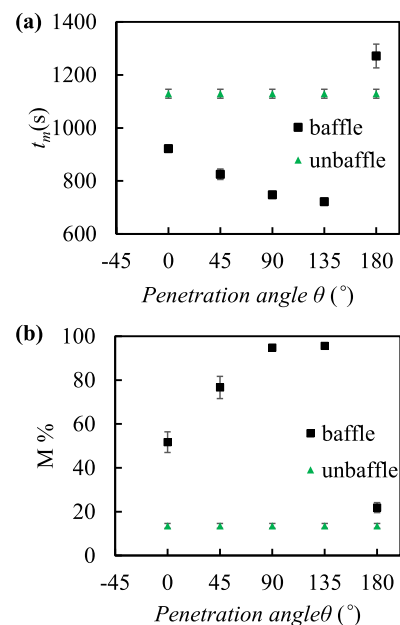 (a)
1400
1200
1000
800
600
t_m(s)
baffle
unbaffle
-45 0 45 90 135 180
Penetration angle θ (°)
(b)
100
80
60
40
20
0
M %
baffle
unbaffle
-45 0 45 90 135 180
Penetration angleθ (°)